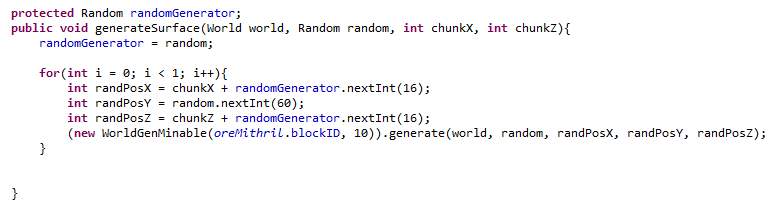 protected Random randomGenerator;
public void generateSurface(World world, Random random, int chunkX, int chunkZ){
    randomGenerator = random;

    for(int i = 0; i < 1; i++){
        int randPosX = chunkX + randomGenerator.nextInt(16);
        int randPosY = random.nextInt(60);
        int randPosZ = chunkZ + randomGenerator.nextInt(16);
        (new WorldGenMinable(oreMithril.blockID, 10)).generate(world, random, randPosX, randPosY, randPosZ);
    }


}